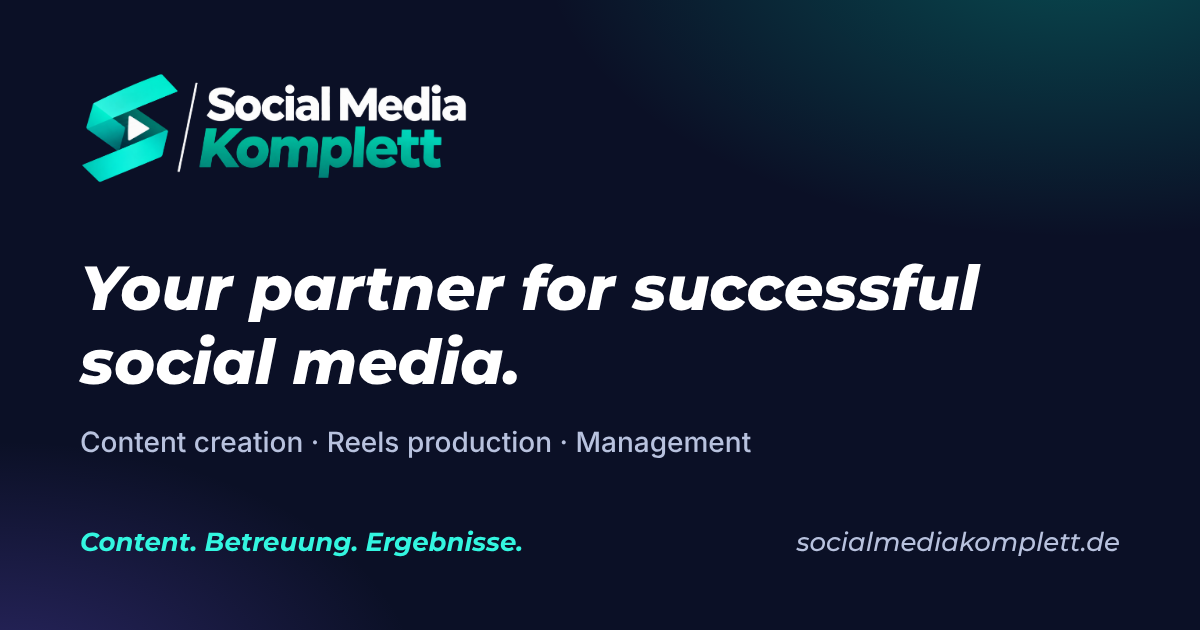 Social Media
Komplett
Your partner for successful
social media.
Content creation · Reels production · Management
Content. Betreuung. Ergebnisse.
socialmediakomplett.de